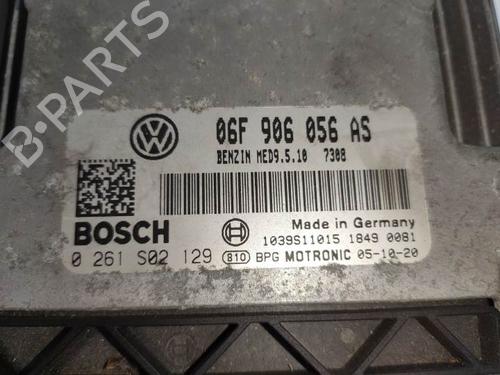 06F 906 056 AS
BENZIN MED9.5.10 7308
BOSCH
Made in Germany
1039S11015 1849 0081
0 261 S02 129 B10 BPG MOTRONIC 05-10-20
B-PARTS